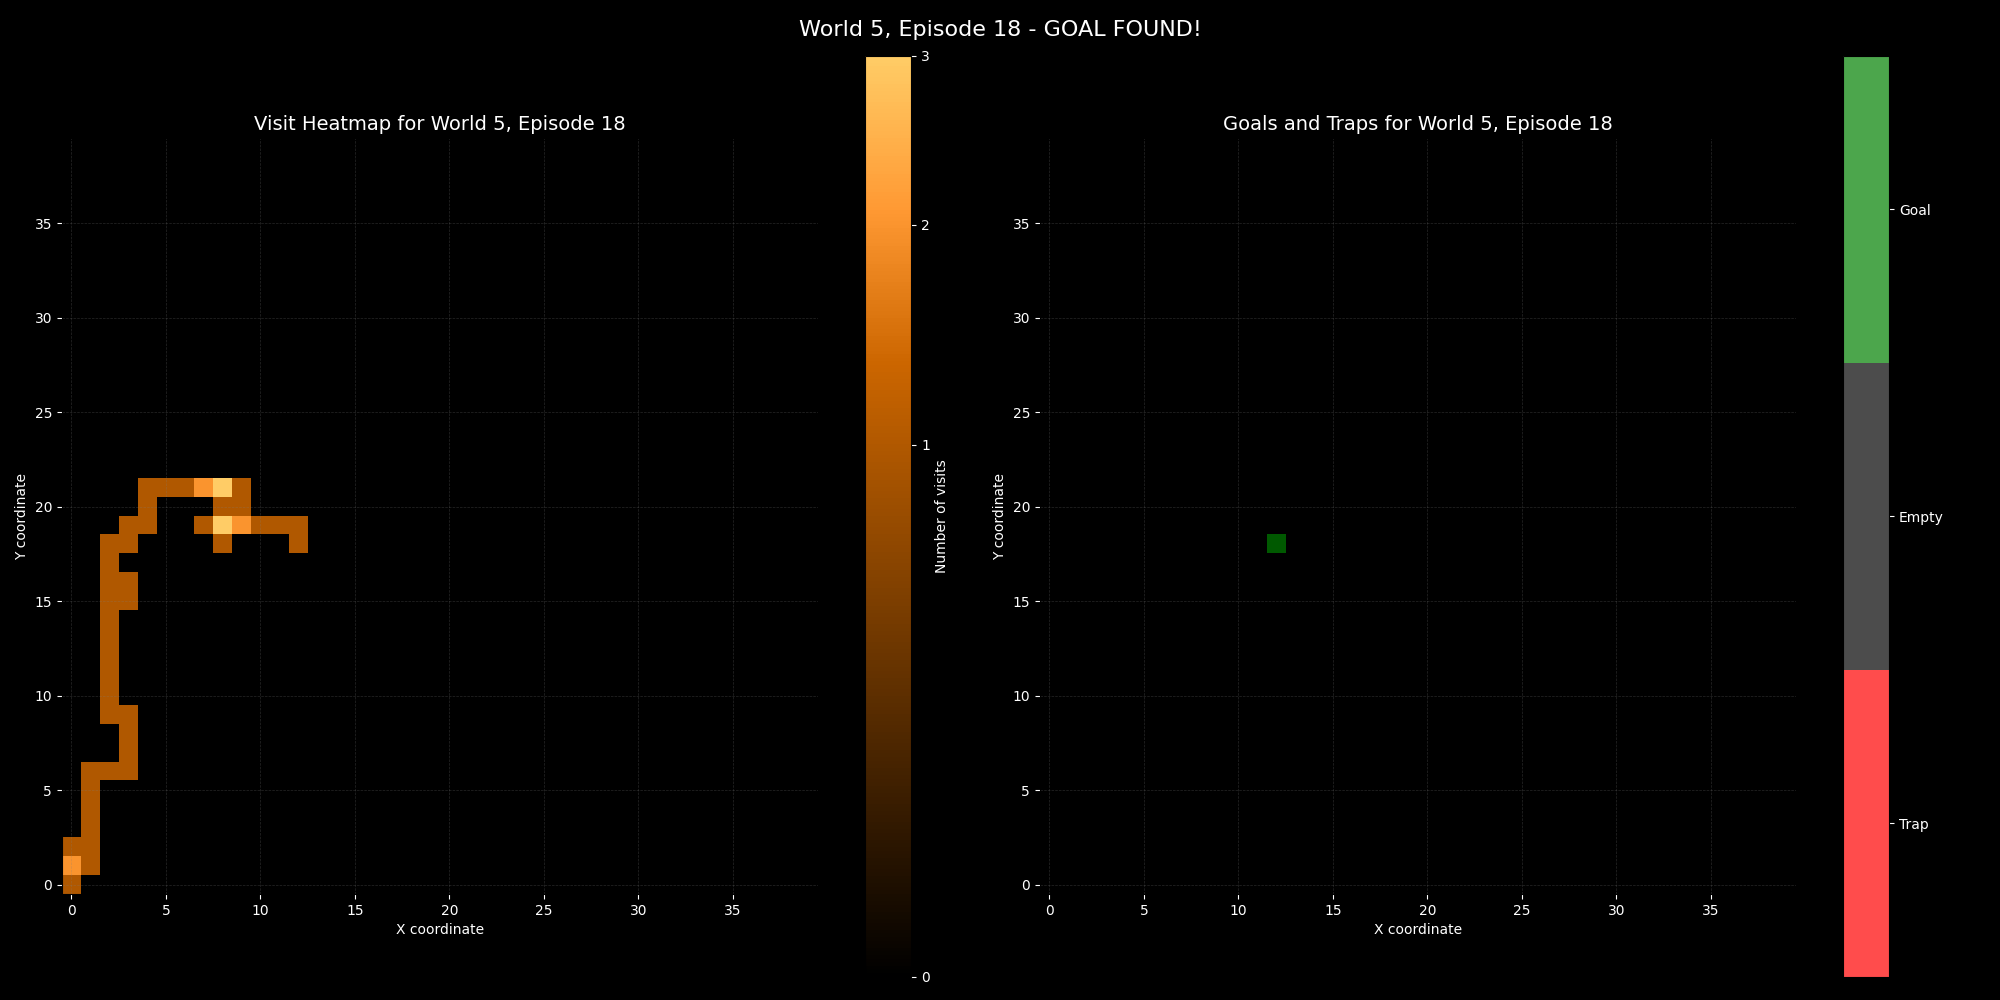 World 5, Episode 18 - GOAL FOUND!
Visit Heatmap for World 5, Episode 18
35
30
25
20
15
10
5
0
Y coordinate
0 5 10 15 20 25 30 35
X coordinate
3
2
1
0
Number of visits
Goals and Traps for World 5, Episode 18
35
30
25
20
15
10
5
0
Y coordinate
0 5 10 15 20 25 30 35
X coordinate
Goal
Empty
Trap